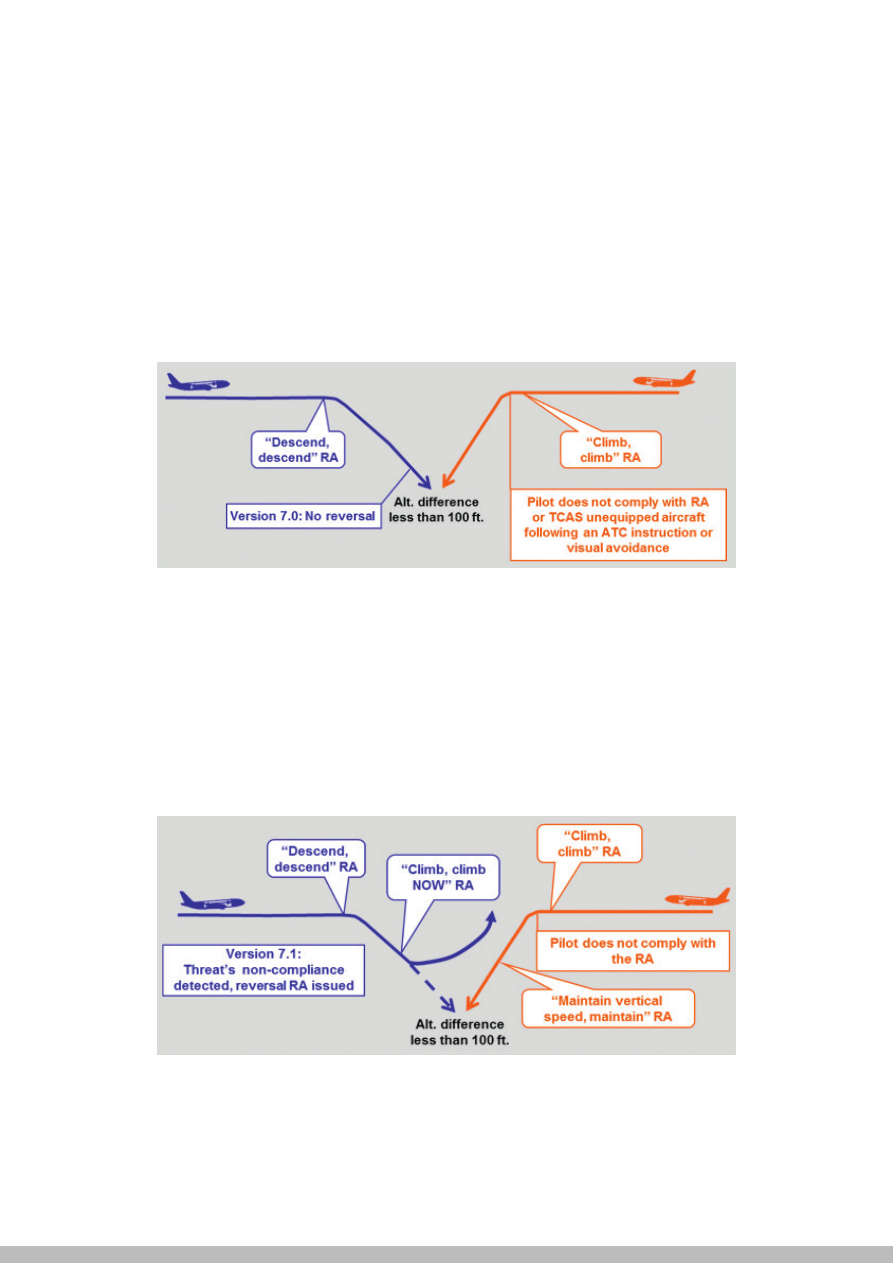 “Descend,
descend” RA
“Climb,
climb” RA
Version 7.0: No reversal
Alt. difference
less than 100 ft.
Pilot does not comply with RA
or TCAS unequipped aircraft
following an ATC instruction or
visual avoidance
“Climb,
climb” RA
“Descend,
descend” RA
“Climb, climb
NOW” RA
Version 7.1:
Threat’s non-compliance
detected, reversal RA issued
Pilot does not comply with
the RA
“Maintain vertical
speed, maintain” RA
Alt. difference
less than 100 ft.